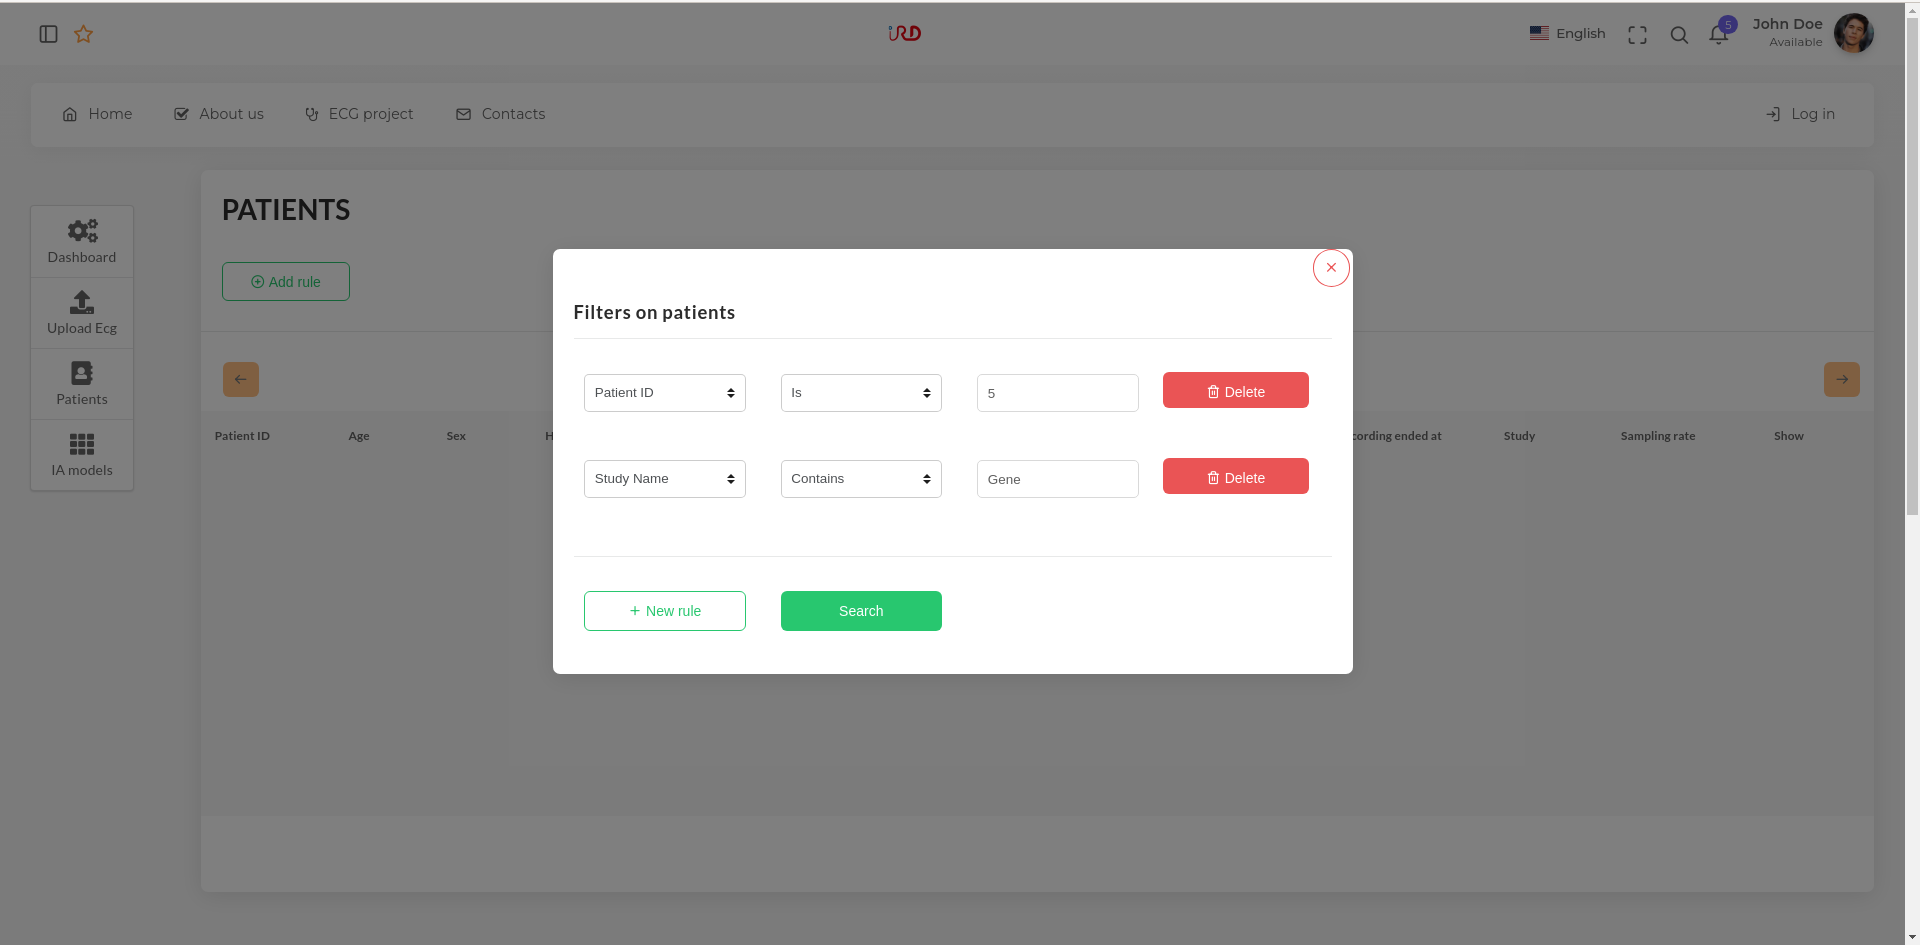 iRD
English
5
John Doe
Available
Home
About us
ECG project
Contacts
Log in
PATIENTS
Dashboard
Upload Ecg
Patients
IA models
Add rule
Filters on patients
Patient ID
Is
5
Delete
Study Name
Contains
Gene
Delete
New rule
Search
Patient ID Age Sex H cording ended at Study Sampling rate Show